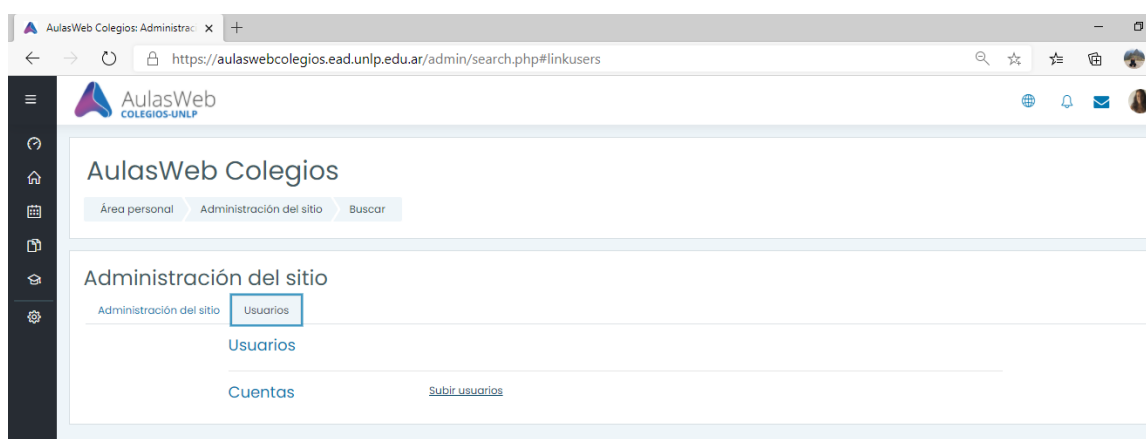 AulasWeb Colegios: Administrac
https://aulaswebcolegios.ead.unlp.edu.ar/admin/search.php#linkusers
AulasWeb
COLEGIOS-UNLP
AulasWeb Colegios
Área personal Administración del sitio Buscar
Administración del sitio
Administración del sitio Usuarios
Usuarios
Cuentas Subir usuarios